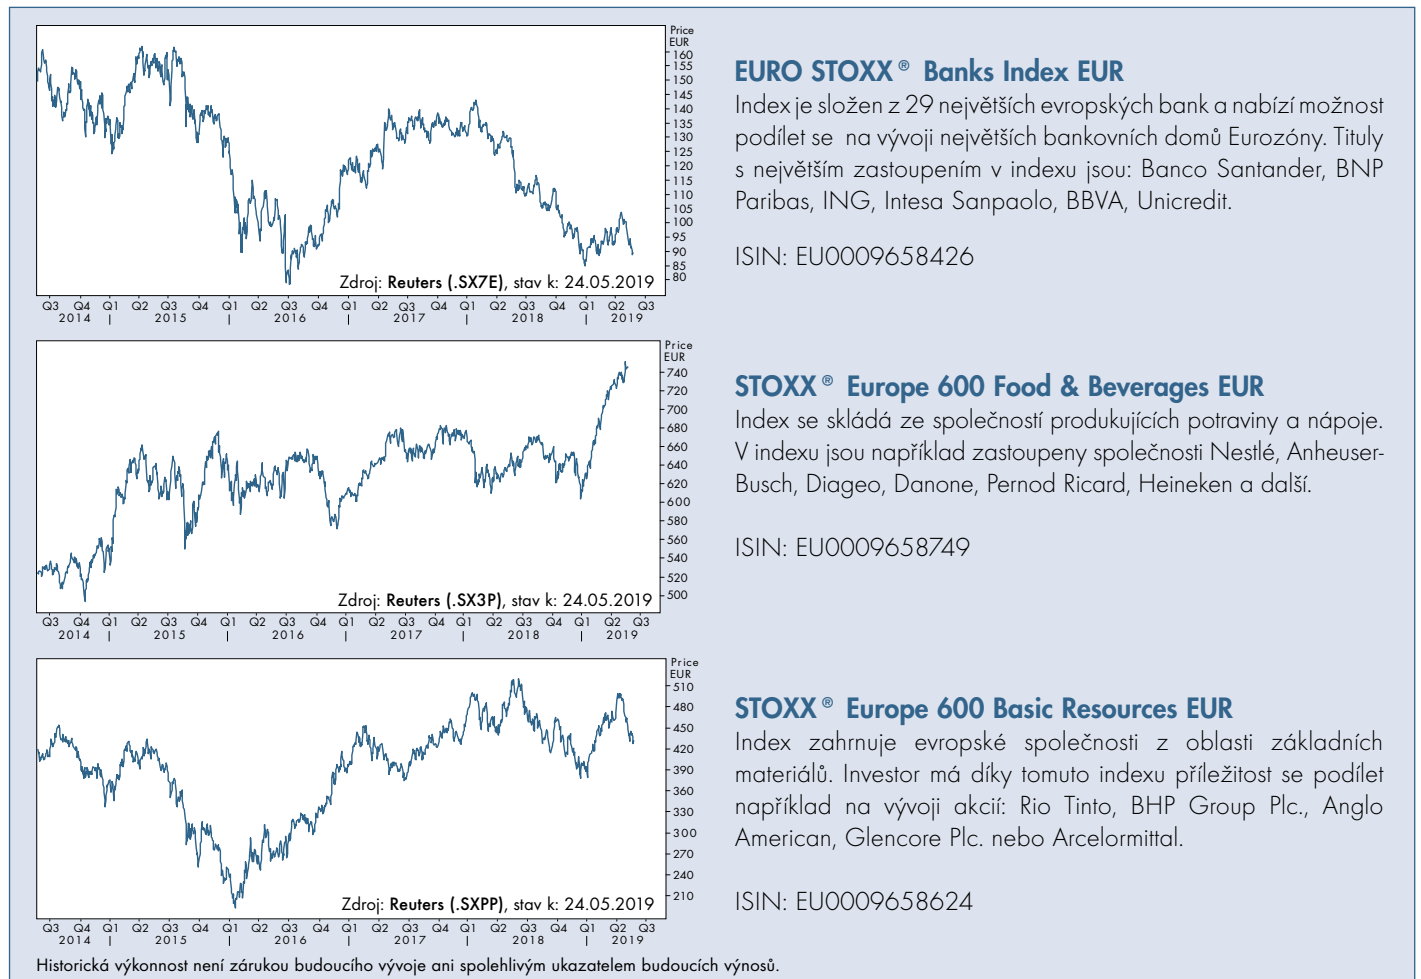 Price
EUR
160
155
150
145
140
135
130
125
120
115
110
105
100
95
90
85
80
Zdroj: Reuters (.SX7E), stav k: 24.05.2019
Q3 Q4 Q1 Q2 Q3 Q4 Q1 Q2 Q3 Q4 Q1 Q2 Q3 Q4 Q1 Q2 Q3 Q4 Q1 Q2 Q3
2014 2015 2016 2017 2018 2019
EURO STOXX® Banks Index EUR
Index je složen z 29 největších evropských bank a nabízí možnost
podílet se na vývoji největších bankovních domů Eurozóny. Tituly
s největším zastoupením v indexu jsou: Banco Santander, BNP
Paribas, ING, Intesa Sanpaolo, BBVA, Unicredit.
ISIN: EU0009658426
Price
EUR
740
720
700
680
660
640
620
600
580
560
540
520
500
Zdroj: Reuters (.SX3P), stav k: 24.05.2019
Q3 Q4 Q1 Q2 Q3 Q4 Q1 Q2 Q3 Q4 Q1 Q2 Q3 Q4 Q1 Q2 Q3 Q4 Q1 Q2 Q3
2014 2015 2016 2017 2018 2019
STOXX® Europe 600 Food & Beverages EUR
Index se skládá ze společností produkujících potraviny a nápoje.
V indexu jsou například zastoupeny společnosti Nestlé, Anheuser-
Busch, Diageo, Danone, Pernod Ricard, Heineken a další.
ISIN: EU0009658749
Price
EUR
510
480
450
420
390
360
330
300
270
240
210
Zdroj: Reuters (.SXPP), stav k: 24.05.2019
Q3 Q4 Q1 Q2 Q3 Q4 Q1 Q2 Q3 Q4 Q1 Q2 Q3 Q4 Q1 Q2 Q3 Q4 Q1 Q2 Q3
2014 2015 2016 2017 2018 2019
STOXX® Europe 600 Basic Resources EUR
Index zahrnuje evropské společnosti z oblasti základních
materiálů. Investor má díky tomuto indexu příležitost se podílet
například na vývoji akcií: Rio Tinto, BHP Group Plc., Anglo
American, Glencore Plc. nebo Arcelormittal.
ISIN: EU0009658624
Historická výkonnost není zárukou budoucího vývoje ani spolehlivým ukazatelem budoucích výnosů.